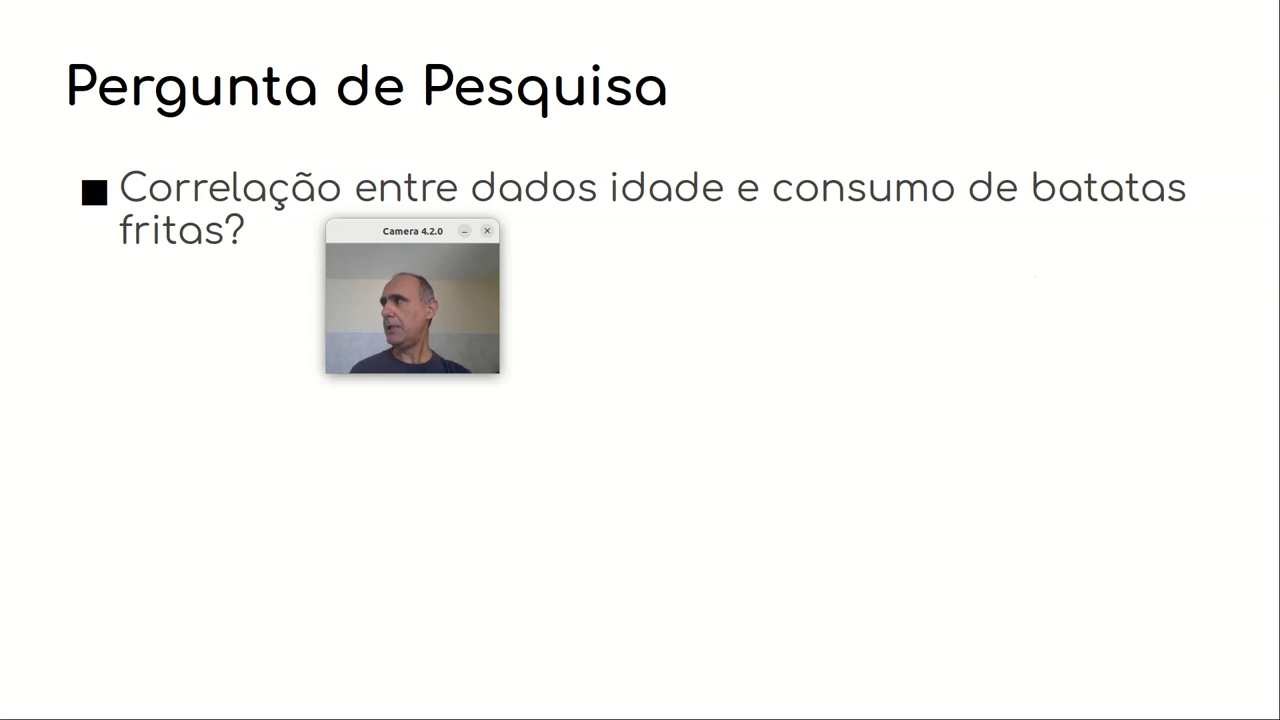 Pergunta de Pesquisa
Correlação entre dados idade e consumo de batatas
fritas?
Camera 4.2.0